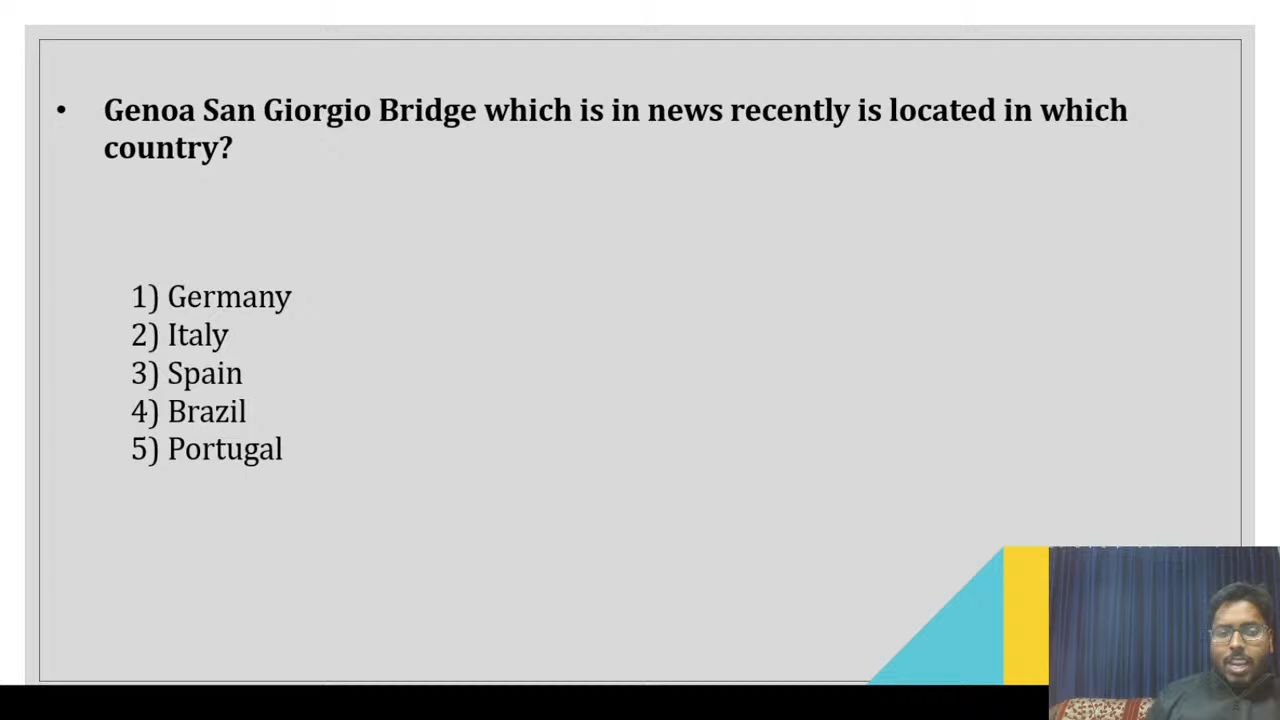 • Genoa San Giorgio Bridge which is in news recently is located in which
country?
1) Germany
2) Italy
3) Spain
4) Brazil
5) Portugal